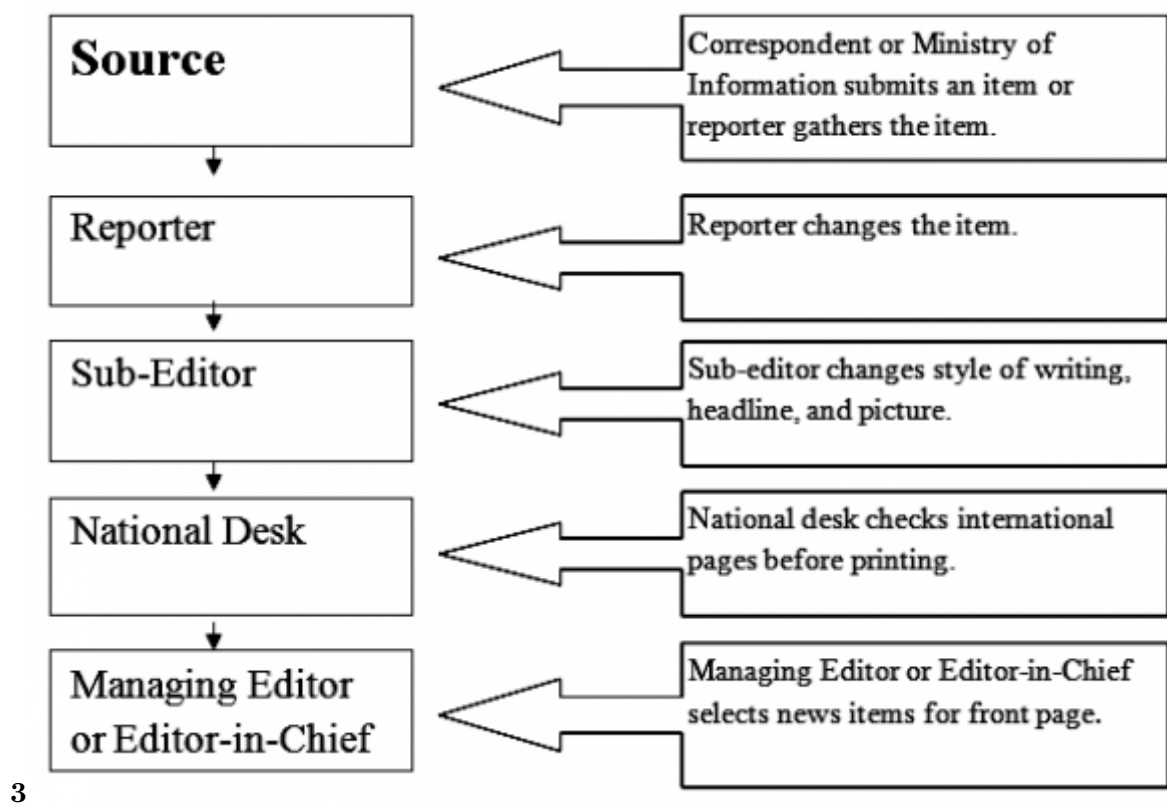 Source
Correspondent or Ministry of
Information submits an item or
reporter gathers the item.
Reporter
Reporter changes the item.
Sub-Editor
Sub-editor changes style of writing,
headline, and picture.
National Desk
National desk checks international
pages before printing.
Managing Editor
or Editor-in-Chief
Managing Editor or Editor-in-Chief
selects news items for front page.
3